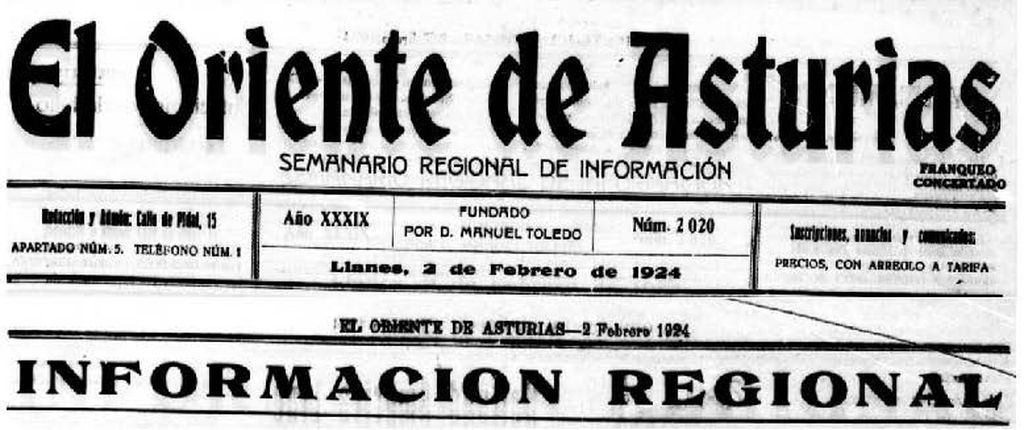 El Oriente de Asturias
SEMANARIO REGIONAL DE INFORMACIÓN
FRANQUEO
CONCERTADO
Redacción y Admón: Calle de Pidal, 15
APARTADO NÚM. 5. TELÉFONO NÚM. 1
Año XXXIX
FUNDADO
POR D. MANUEL TOLEDO
Núm. 2020
Llanes, 2 de Febrero de 1924
Suscripciones, anuncios y comunicados:
PRECIOS, CON ARREGLO A TARIFA
EL ORIENTE DE ASTURIAS—2 Febrero 1924
INFORMACION REGIONAL